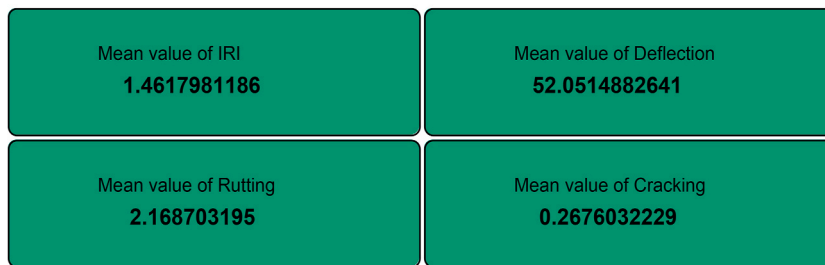 Mean value of IRI
1.4617981186
Mean value of Deflection
52.0514882641
Mean value of Rutting
2.168703195
Mean value of Cracking
0.2676032229